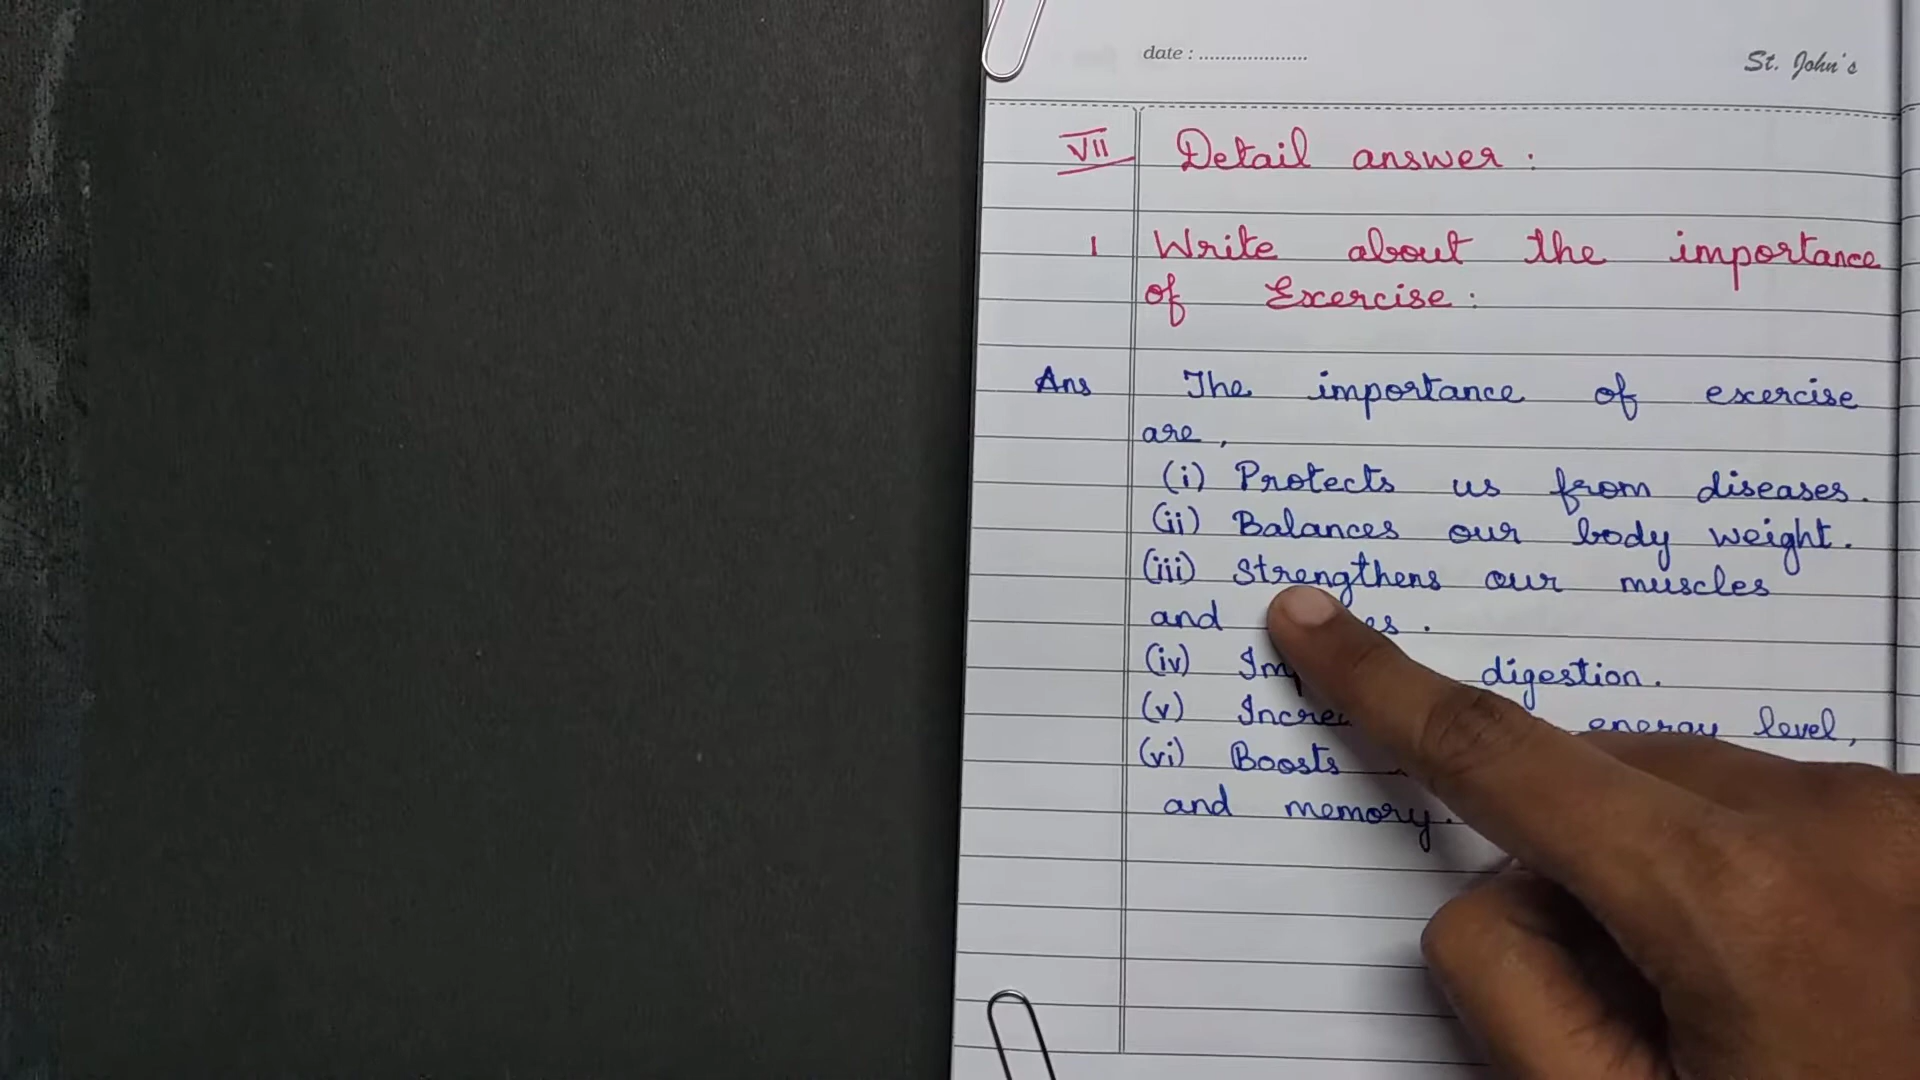 date : ....................
St. John's
VII Detail answer :
1 Write about the importance
of Exercise :
Ans The importance of exercise
are,
(i) Protects us from diseases.
(ii) Balances our body weight.
(iii) Strengthens our muscles
and
(iv) digestion.
(v) energy level,
(vi) Boosts
and memory.